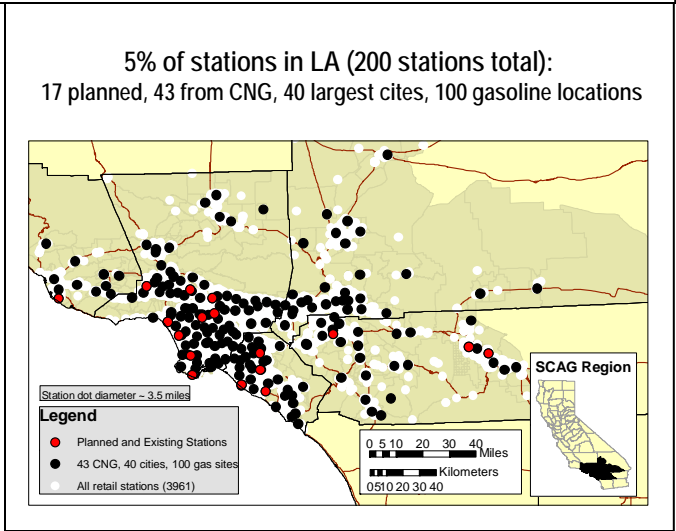 5% of stations in LA (200 stations total):
17 planned, 43 from CNG, 40 largest cites, 100 gasoline locations
SCAG Region
Station dot diameter ~ 3.5 miles
Legend
Planned and Existing Stations
43 CNG, 40 cities, 100 gas sites
All retail stations (3961)
0 5 10 20 30 40
Miles
Kilometers
0510 20 30 40